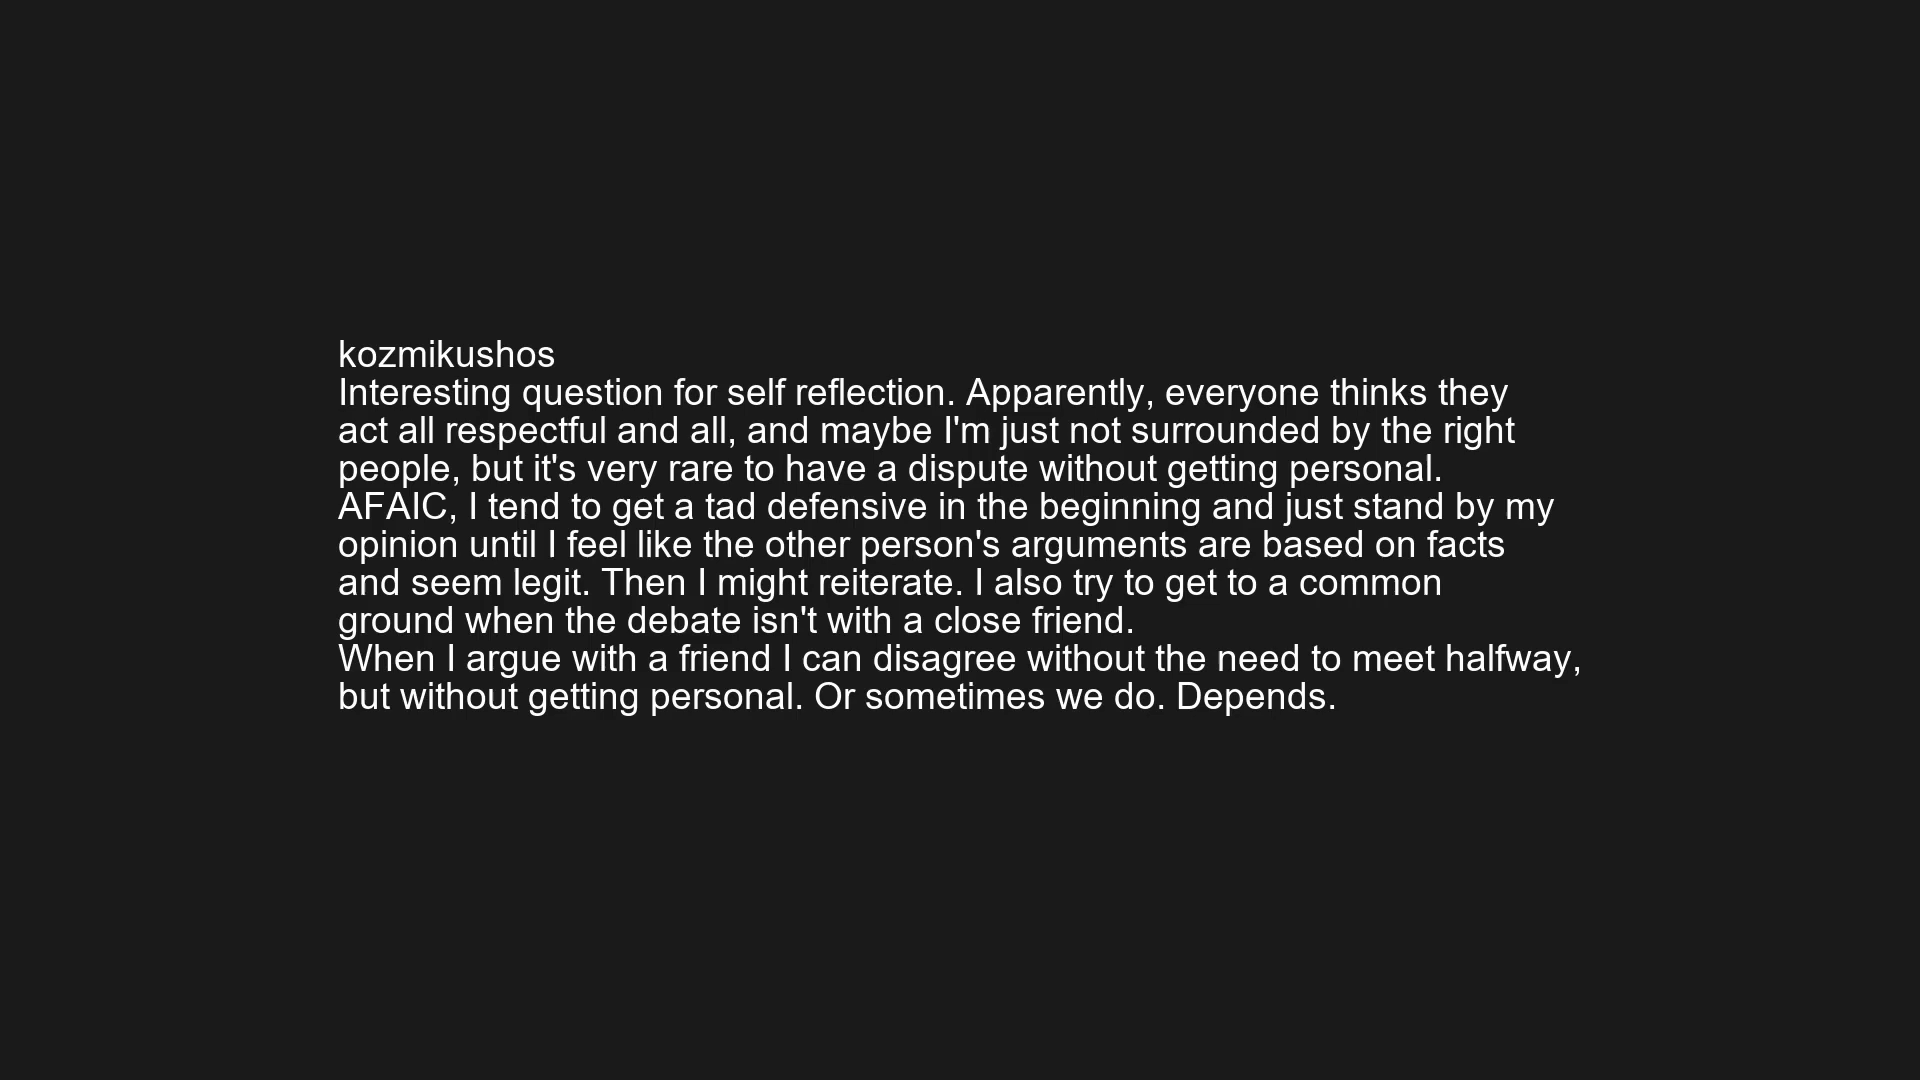 kozmikushos
Interesting question for self reflection. Apparently, everyone thinks they
act all respectful and all, and maybe I'm just not surrounded by the right
people, but it's very rare to have a dispute without getting personal.
AFAIC, I tend to get a tad defensive in the beginning and just stand by my
opinion until I feel like the other person's arguments are based on facts
and seem legit. Then I might reiterate. I also try to get to a common
ground when the debate isn't with a close friend.
When I argue with a friend I can disagree without the need to meet halfway,
but without getting personal. Or sometimes we do. Depends.